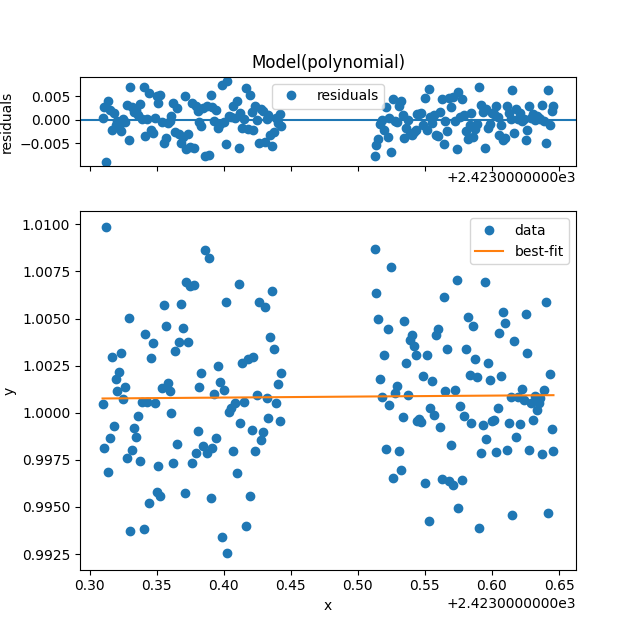 Model(polynomial)
residuals
0.005
0.000
−0.005
residuals
+2.4230000000e3
1.0100
1.0075
1.0050
1.0025
1.0000
0.9975
0.9950
0.9925
y
data
best-fit
0.30 0.35 0.40 0.45 0.50 0.55 0.60 0.65
x
+2.4230000000e3